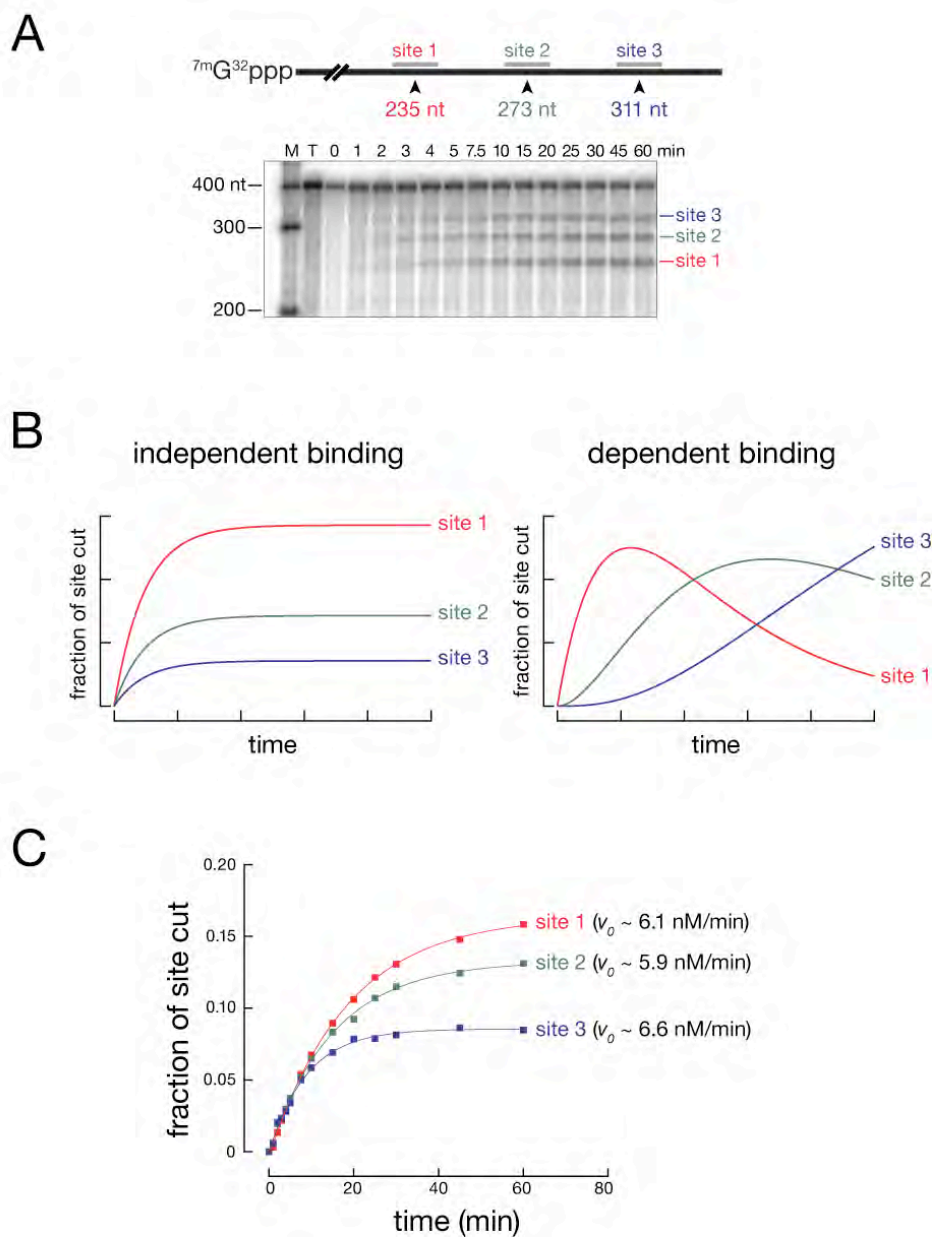 A
site 1 site 2 site 3
7mG32ppp
235 nt 273 nt 311 nt
M T 0 1 2 3 4 5 7.5 10 15 20 25 30 45 60 min
400 nt
300
200
site 3
site 2
site 1
B
independent binding
fraction of site cut
site 1
site 2
site 3
time
dependent binding
fraction of site cut
site 3
site 2
site 1
time
C
fraction of site cut
0.20
0.15
0.10
0.05
0
site 1 (v0 ~ 6.1 nM/min)
site 2 (v0 ~ 5.9 nM/min)
site 3 (v0 ~ 6.6 nM/min)
0 20 40 60 80
time (min)